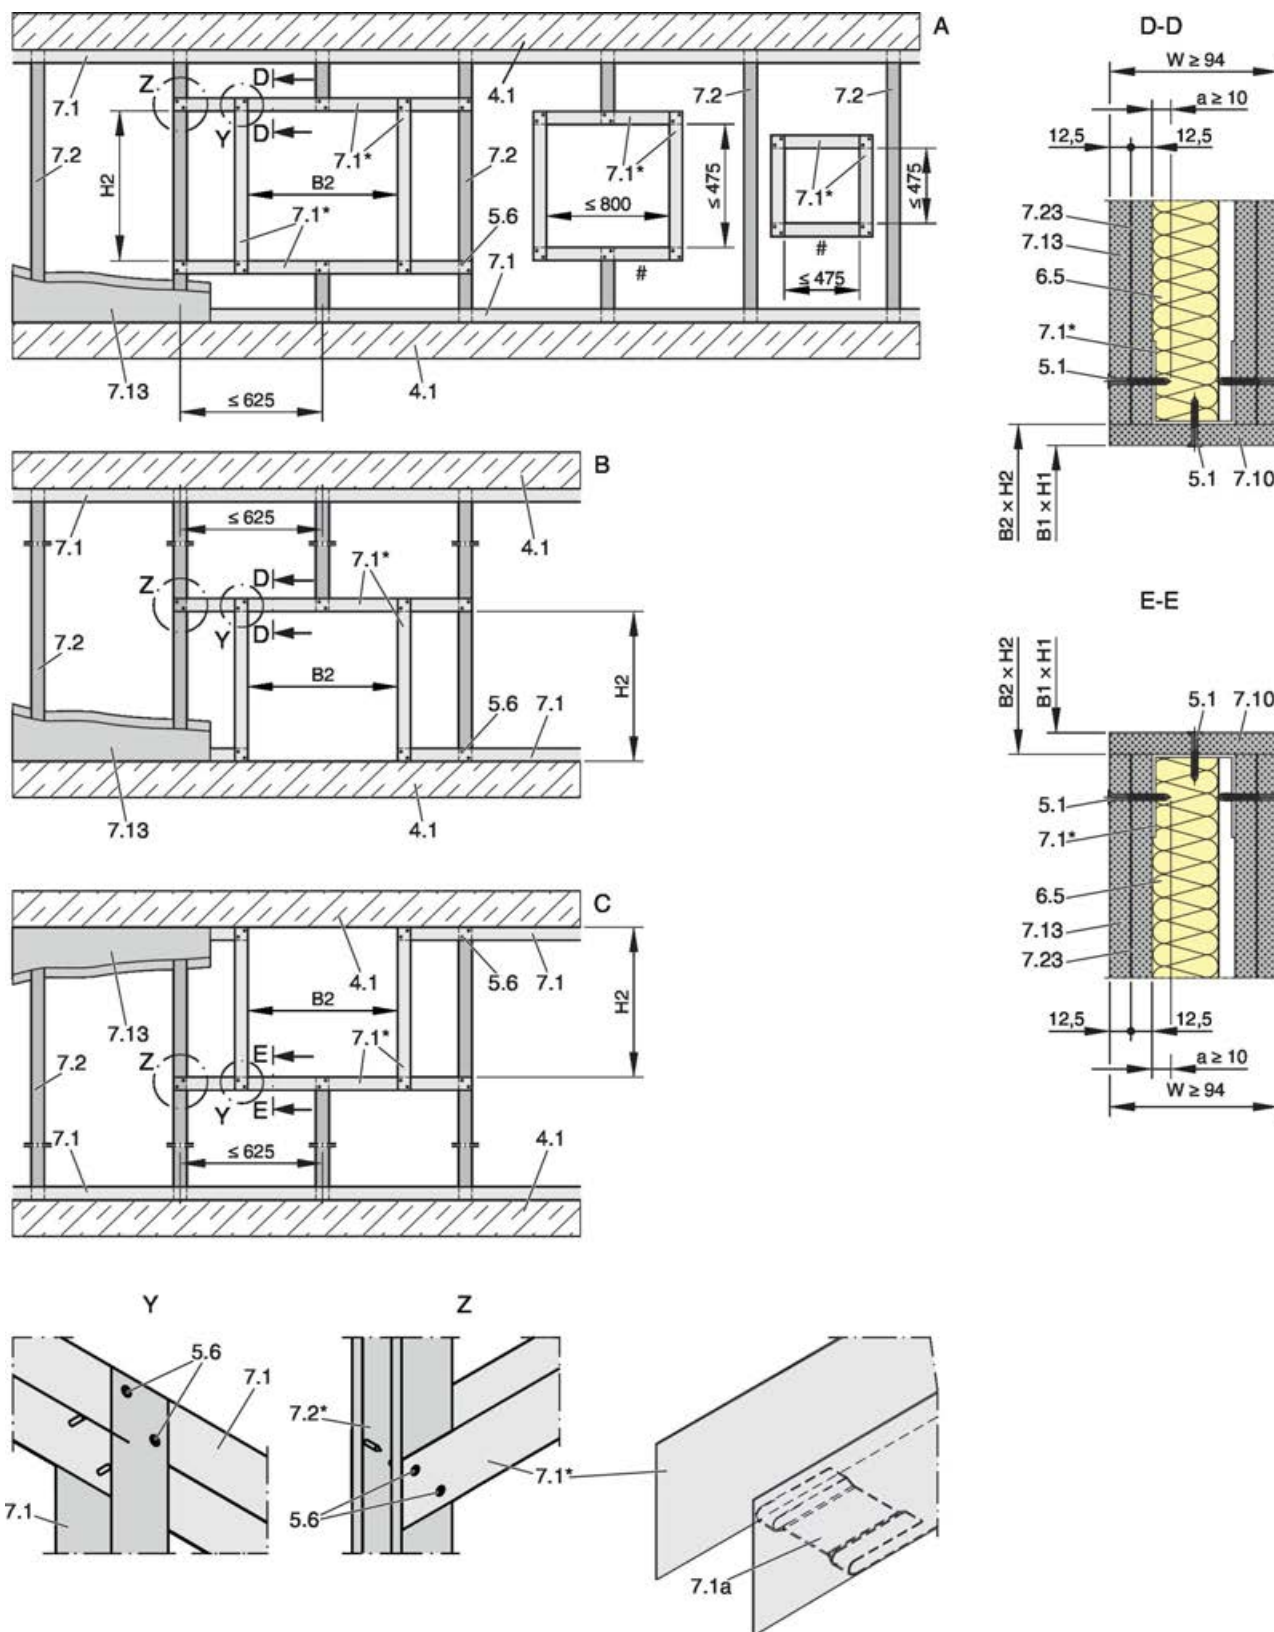 A
Z
D
4.1
7.2
7.2
7.1
Y
D
7.1*
7.2
7.1*
≤ 475
7.1*
≤ 475
7.2
H2
B2
≤ 800
7.1*
5.6
7.1
#
#
≤ 475
7.13
≤ 625
4.1
B
7.1
≤ 625
4.1
7.1*
Z
D
Y
D
7.2
B2
H2
5.6
7.1
7.13
4.1
C
4.1
5.6
7.1
H2
B2
7.13
7.1*
Z
E
7.2
Y
E
7.1
≤ 625
4.1
D-D
W ≥ 94
a ≥ 10
12,5
12,5
7.23
7.13
6.5
7.1*
5.1
5.1
7.10
B2 × H2
B1 × H1
E-E
B2 × H2
B1 × H1
5.1
7.10
5.1
7.1*
6.5
7.13
7.23
12,5
12,5
a ≥ 10
W ≥ 94
Y
5.6
7.1
7.1
Z
7.2*
7.1*
5.6
7.1a